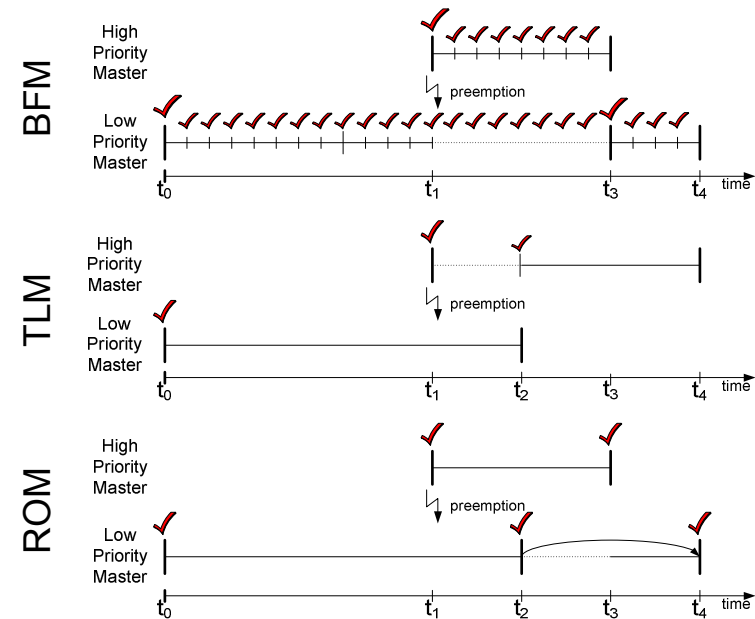 BFM
High
Priority
Master
preemption
Low
Priority
Master
t0 t1 t3 t4 time
TLM
High
Priority
Master
preemption
Low
Priority
Master
t0 t1 t2 t3 t4 time
ROM
High
Priority
Master
preemption
Low
Priority
Master
t0 t1 t2 t3 t4 time